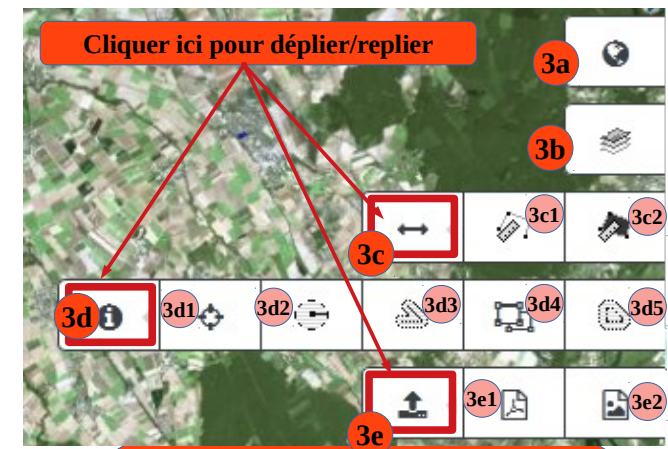 Cliquer ici pour déplier/replier
3a
3b
3c
3c1
3c2
3d
3d1
3d2
3d3
3d4
3d5
3e
3e1
3e2